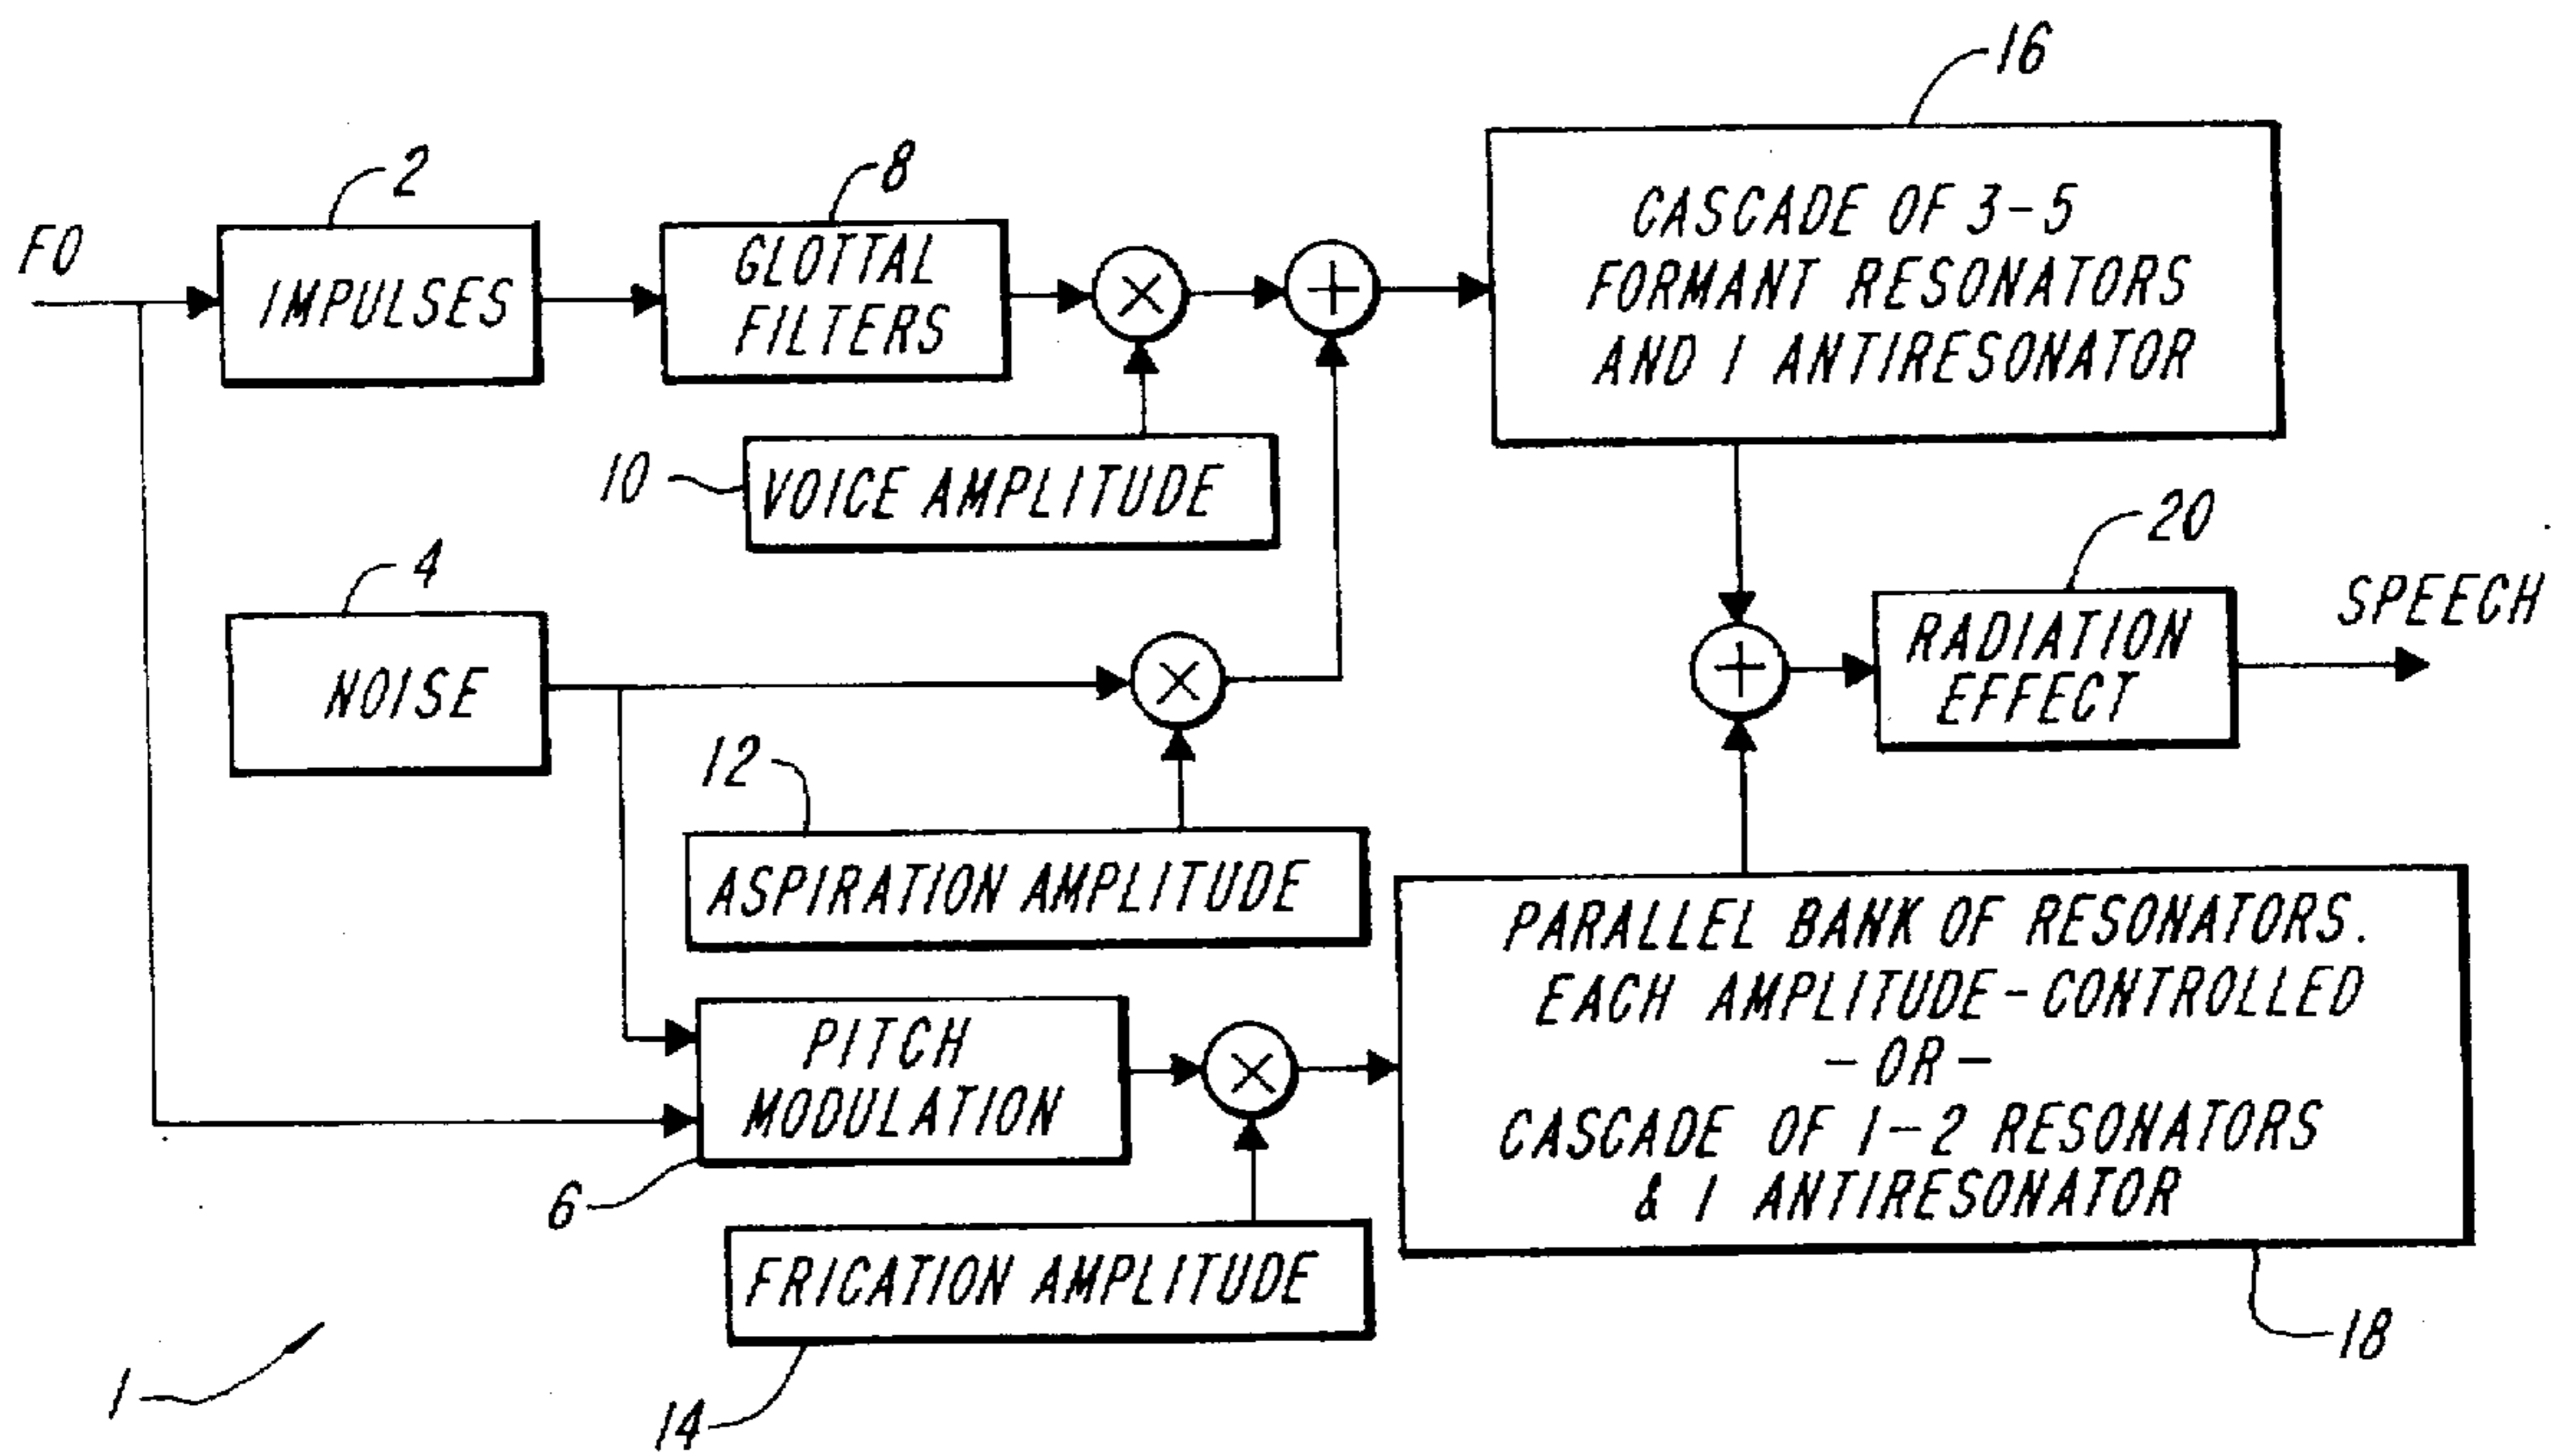 16
2
8
F0
IMPULSES
GLOTTAL
FILTERS
×
+
CASCADE OF 3-5
FORMANT RESONATORS
AND 1 ANTIRESONATOR
10
VOICE AMPLITUDE
4
NOISE
×
20
+
RADIATION
EFFECT
SPEECH
12
ASPIRATION AMPLITUDE
PITCH
MODULATION
6
×
PARALLEL BANK OF RESONATORS.
EACH AMPLITUDE-CONTROLLED
-OR-
CASCADE OF 1-2 RESONATORS
& 1 ANTIRESONATOR
FRICATION AMPLITUDE
14
18
1